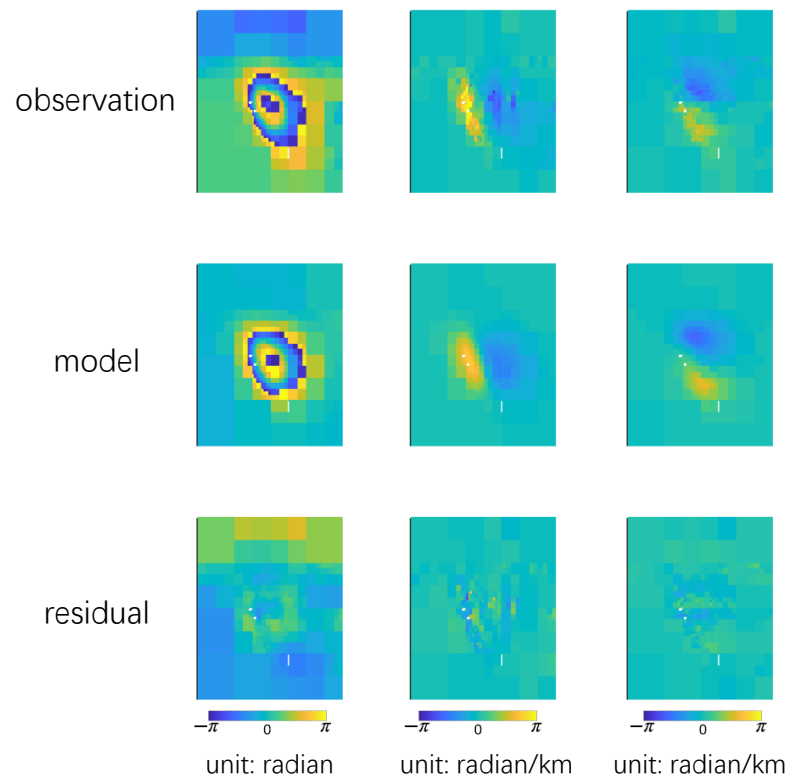 observation
model
residual
−π 0 π −π 0 π −π 0 π
unit: radian unit: radian/km unit: radian/km